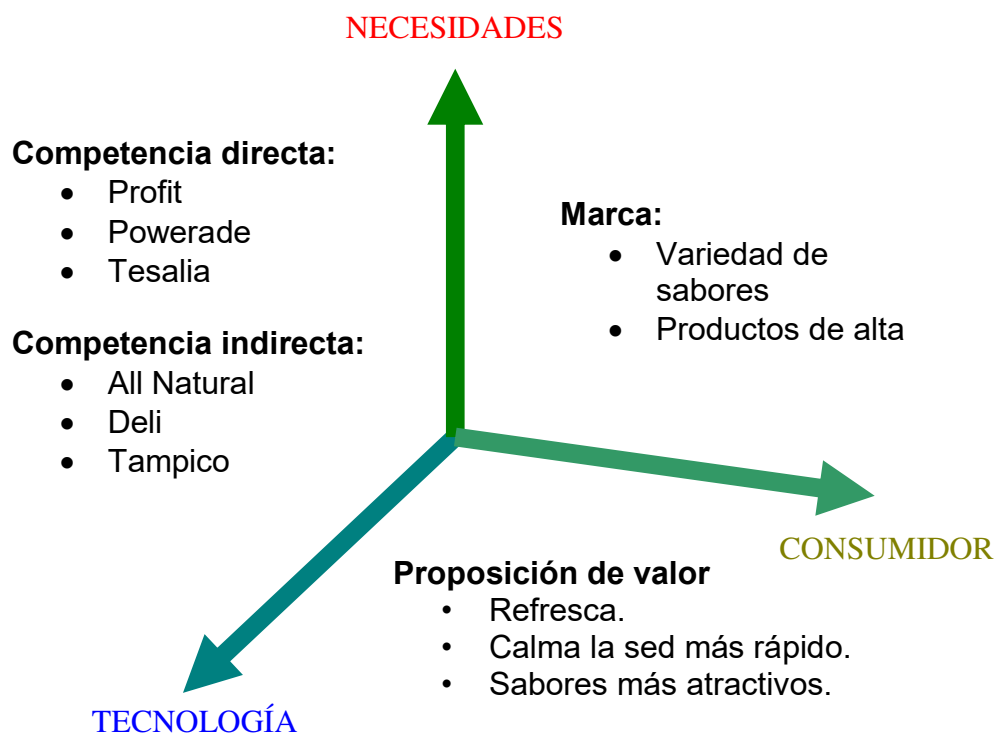 NECESIDADES
Competencia directa:
• Profit
• Powerade
• Tesalia
Competencia indirecta:
• All Natural
• Deli
• Tampico
Marca:
• Variedad de
sabores
• Productos de alta
CONSUMIDOR
Proposición de valor
• Refresca.
• Calma la sed más rápido.
• Sabores más atractivos.
TECNOLOGÍA